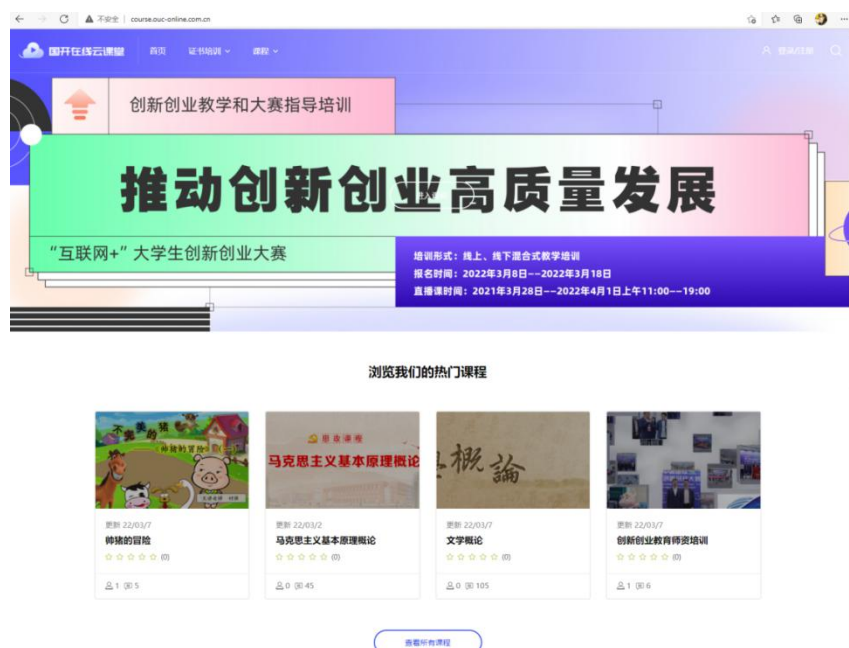 不安全 | course.ouc-online.com.cn
国开在线云课堂 首页 证书培训 课程 登录/注册
创新创业教学和大赛指导培训
推动创新创业高质量发展
“互联网+”大学生创新创业大赛
培训形式：线上、线下混合式教学培训
报名时间：2022年3月8日--2022年3月18日
直播课时间：2021年3月28日--2022年4月1日上午11:00--19:00
浏览我们的热门课程
不完美的猪
帅猪的冒险
思政课程
马克思主义基本原理概论
概論
更新 22/03/7
帅猪的冒险
(0)
1 5
更新 22/03/2
马克思主义基本原理概论
(0)
0 45
更新 22/03/7
文学概论
(0)
0 105
更新 22/03/7
创新创业教育师资培训
(0)
1 6
查看所有课程